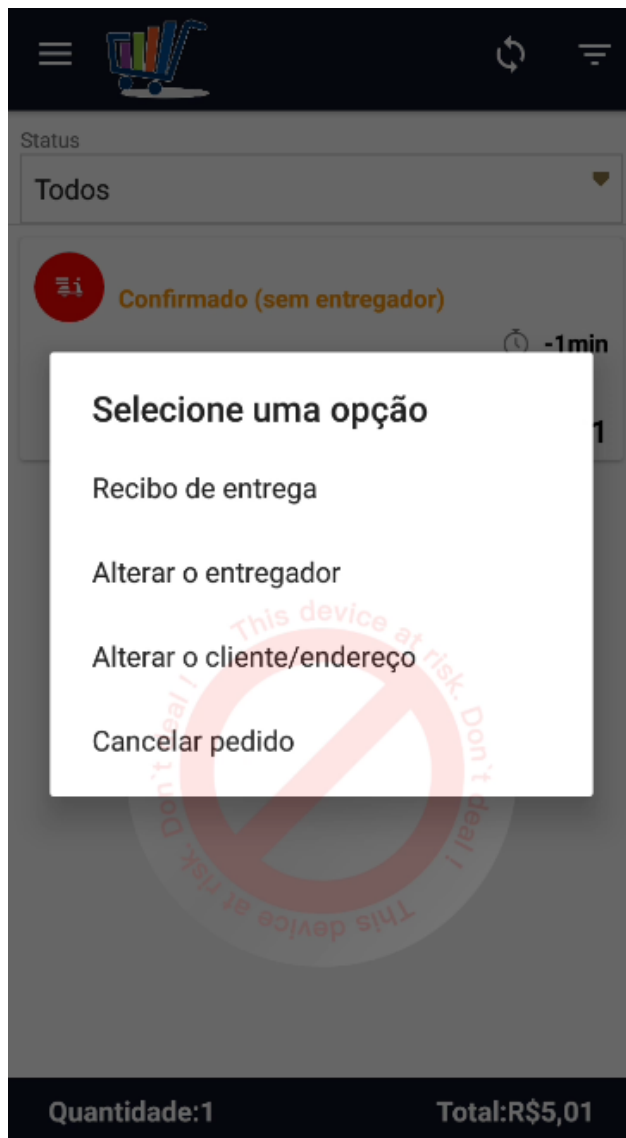 Status
Todos
Confirmado (sem entregador)
-1min
1
Selecione uma opção
Recibo de entrega
Alterar o entregador
Alterar o cliente/endereço
Cancelar pedido
This device at risk. Don`t deal !
This device at risk. Don`t deal !
Quantidade:1
Total:R$5,01